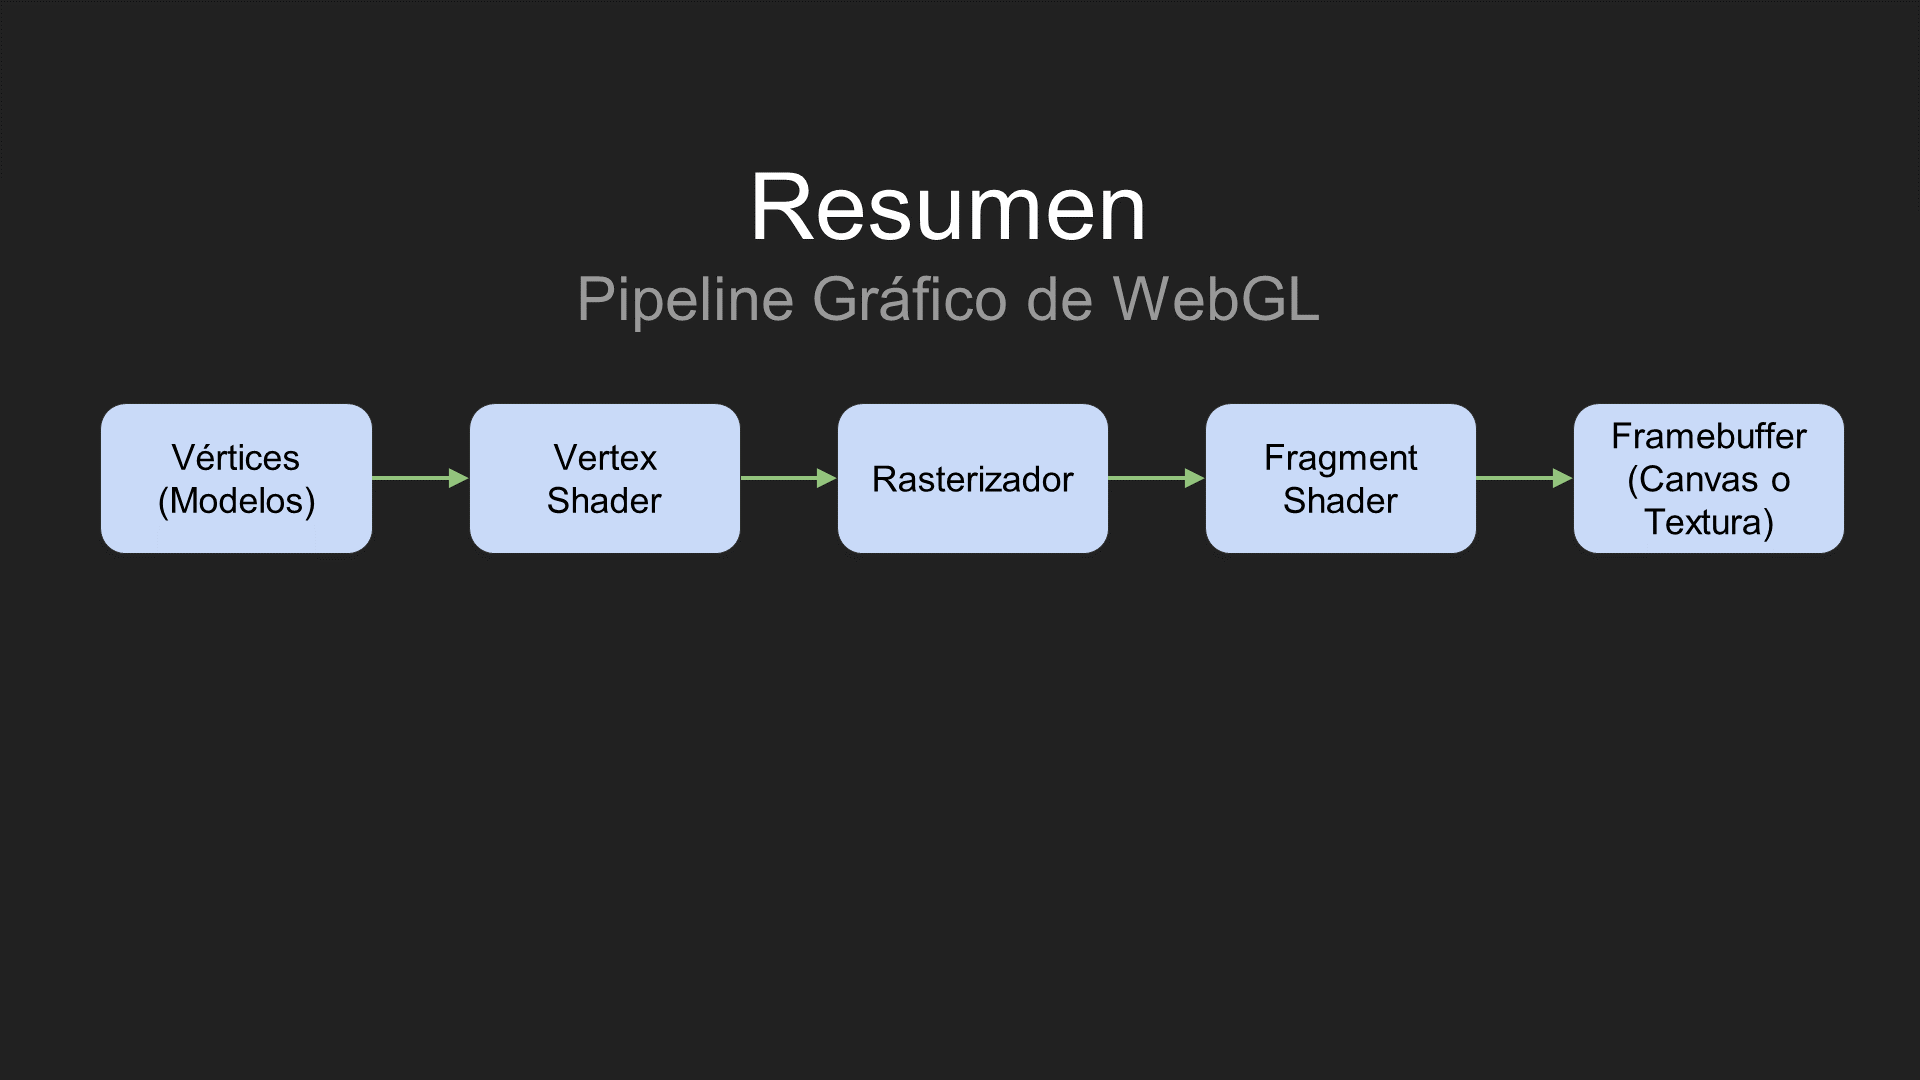 Resumen
Pipeline Gráfico de WebGL
Vértices
(Modelos)
Vertex
Shader
Rasterizador
Fragment
Shader
Framebuffer
(Canvas o
Textura)